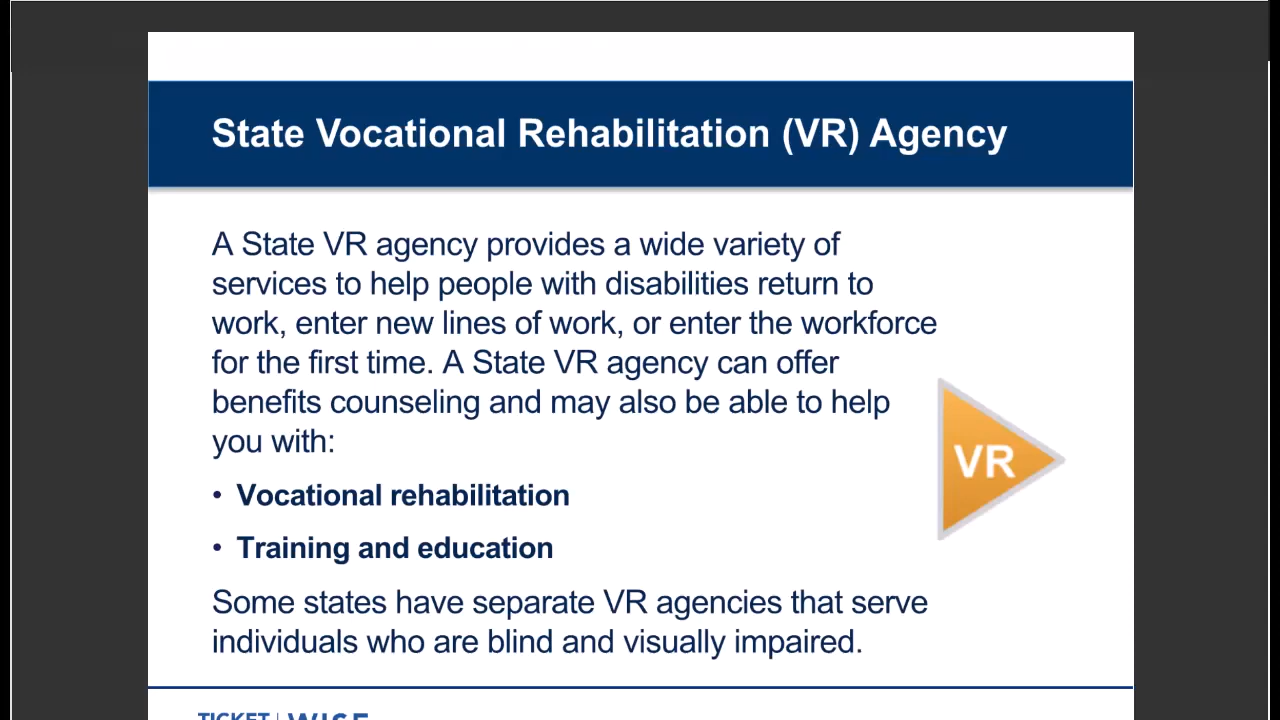 State Vocational Rehabilitation (VR) Agency
A State VR agency provides a wide variety of
services to help people with disabilities return to
work, enter new lines of work, or enter the workforce
for the first time. A State VR agency can offer
benefits counseling and may also be able to help
you with:
VR
• Vocational rehabilitation
• Training and education
Some states have separate VR agencies that serve
individuals who are blind and visually impaired.
TICKET | WISE